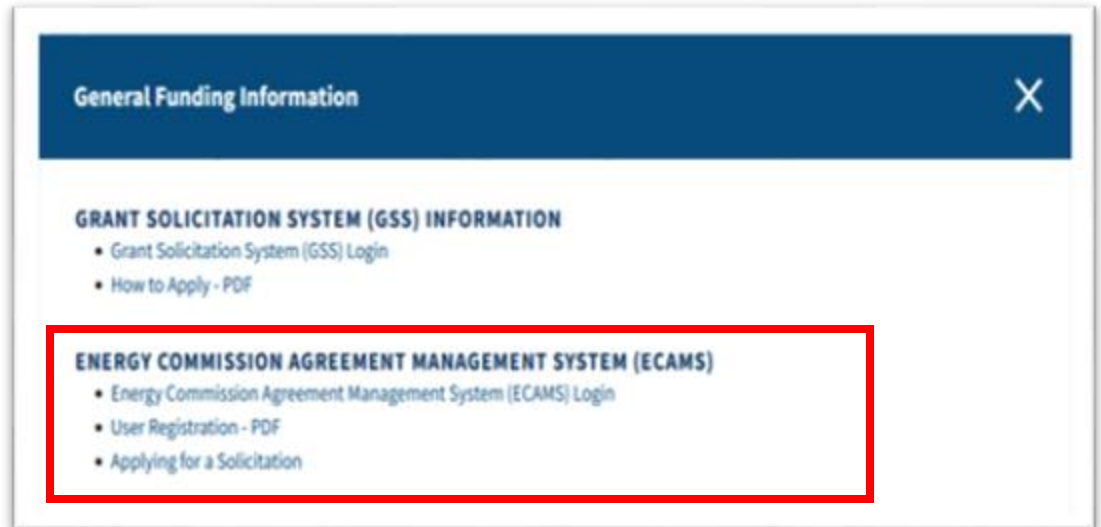 General Funding Information X
GRANT SOLICITATION SYSTEM (GSS) INFORMATION
• Grant Solicitation System (GSS) Login
• How to Apply - PDF
ENERGY COMMISSION AGREEMENT MANAGEMENT SYSTEM (ECAMS)
• Energy Commission Agreement Management System (ECAMS) Login
• User Registration - PDF
• Applying for a Solicitation